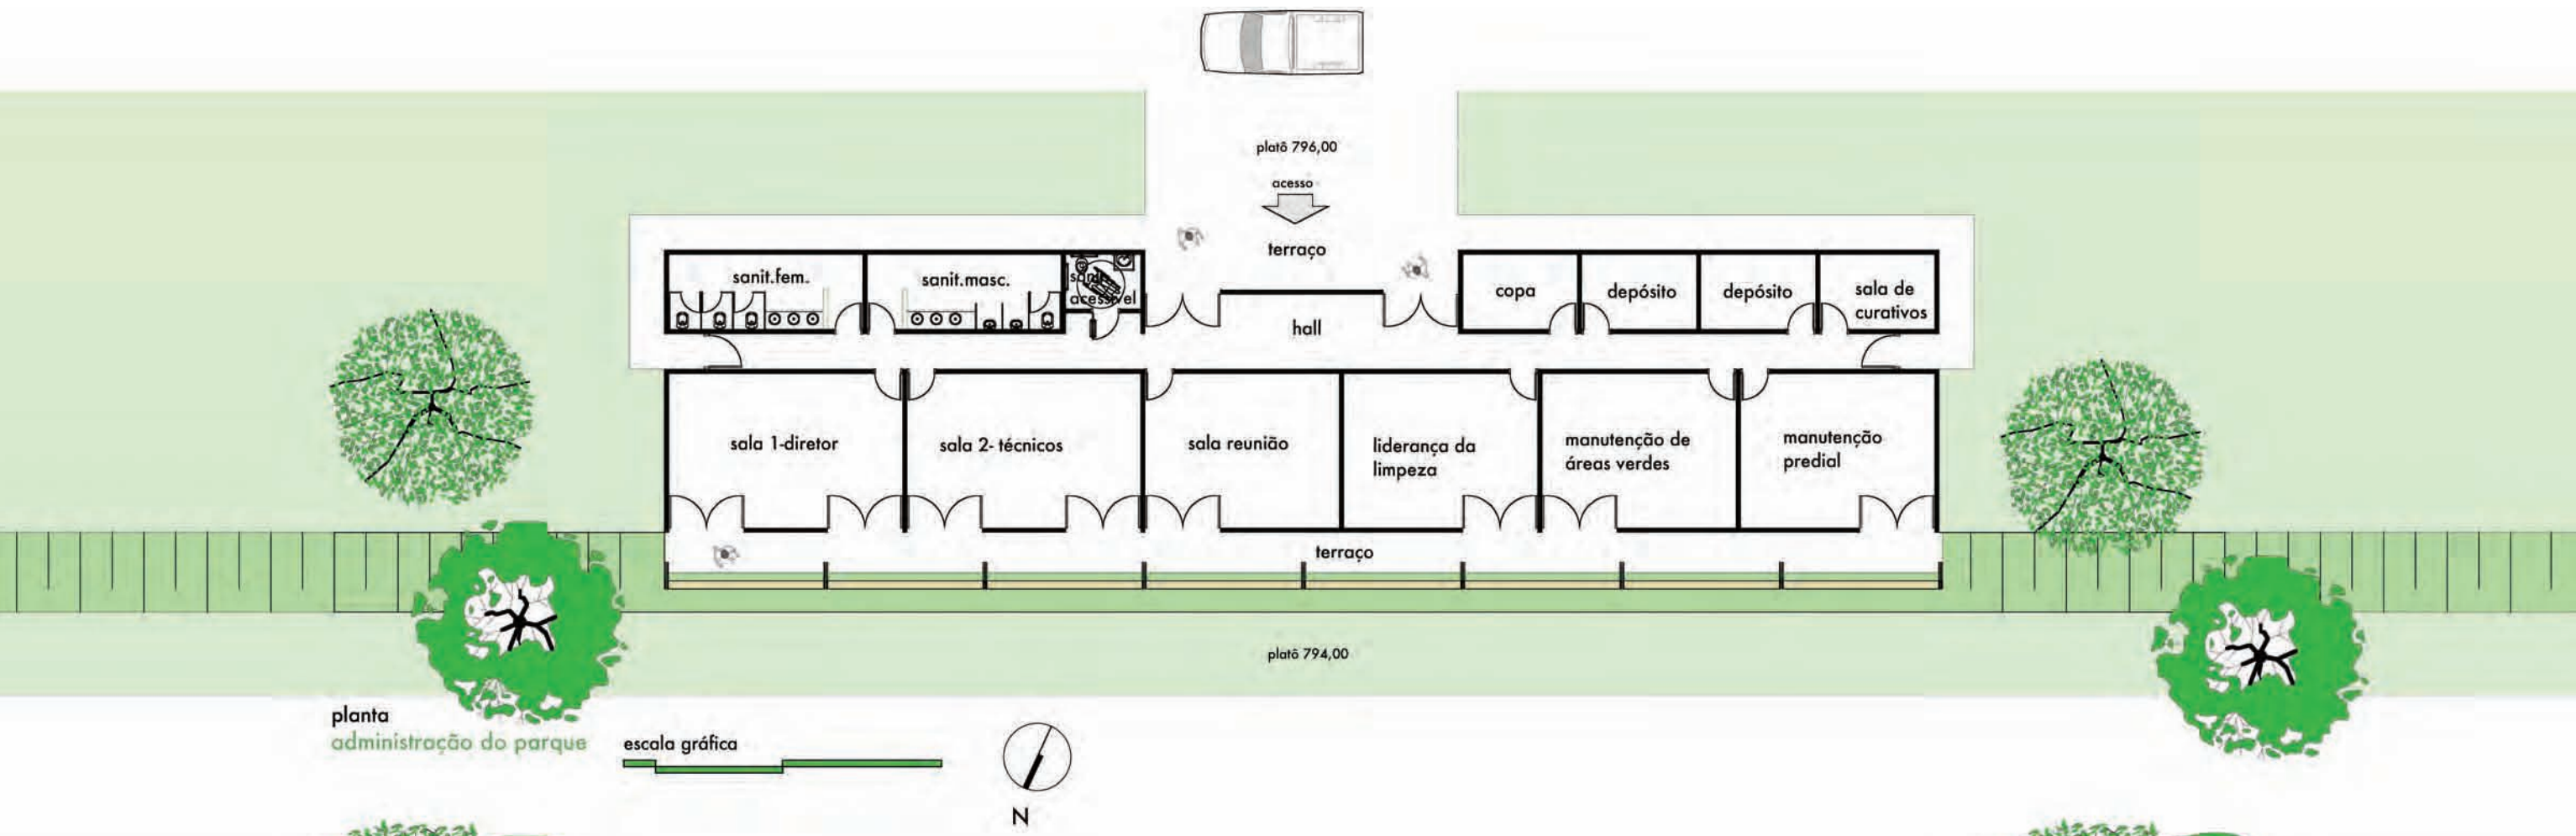 platô 796,00
acesso
terraço
sanit.fem.
sanit.masc.
sanit.
acessível
hall
copa
depósito
depósito
sala de
curativos
sala 1-diretor
sala 2- técnicos
sala reunião
liderança da
limpeza
manutenção de
áreas verdes
manutenção
predial
terraço
platô 794,00
planta
administração do parque
escala gráfica
N